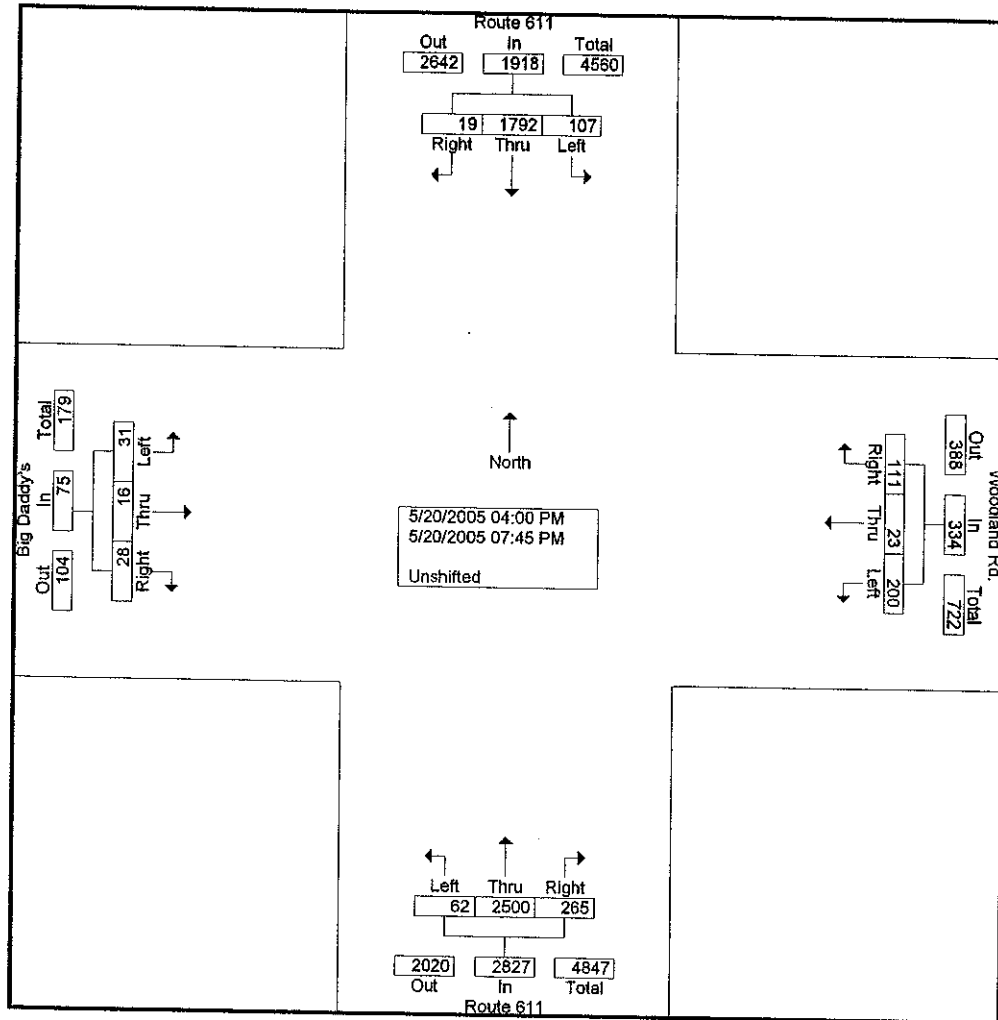 Route 611
Out In Total
2642 1918 4560
19 1792 107
Right Thru Left
Big Daddy's
Out In Total
104 75 179
31 16 28
Left Thru Right
North
5/20/2005 04:00 PM
5/20/2005 07:45 PM
Unshifted
Woodland Rd.
Out In Total
388 334 722
111 23 200
Right Thru Left
Left Thru Right
62 2500 265
2020 2827 4847
Out In Total
Route 611